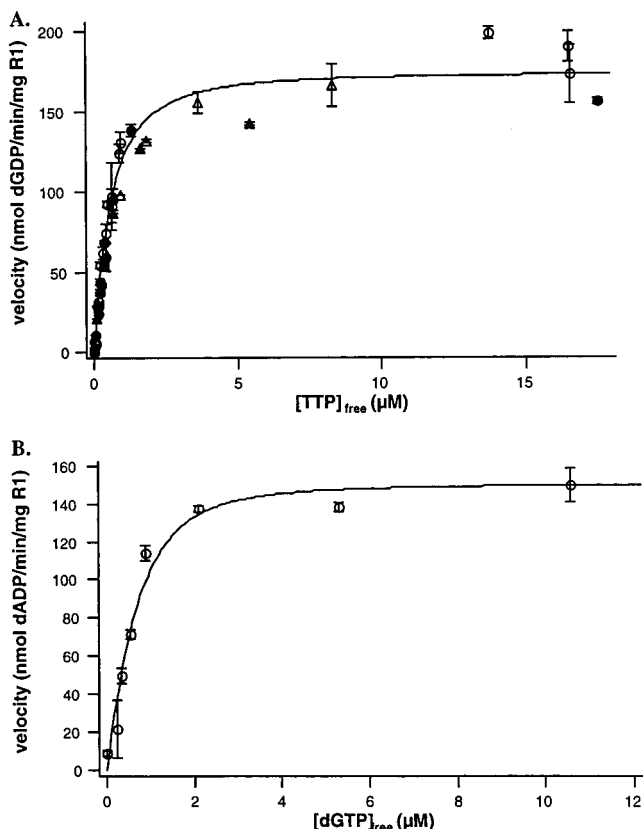 A.
velocity (nmol dGDP/min/mg R1)
200
150
100
50
0
0 5 10 15
[TTP]free (µM)
B.
velocity (nmol dADP/min/mg R1)
160
140
120
100
80
60
40
20
0
0 2 4 6 8 10 12
[dGTP]free (µM)